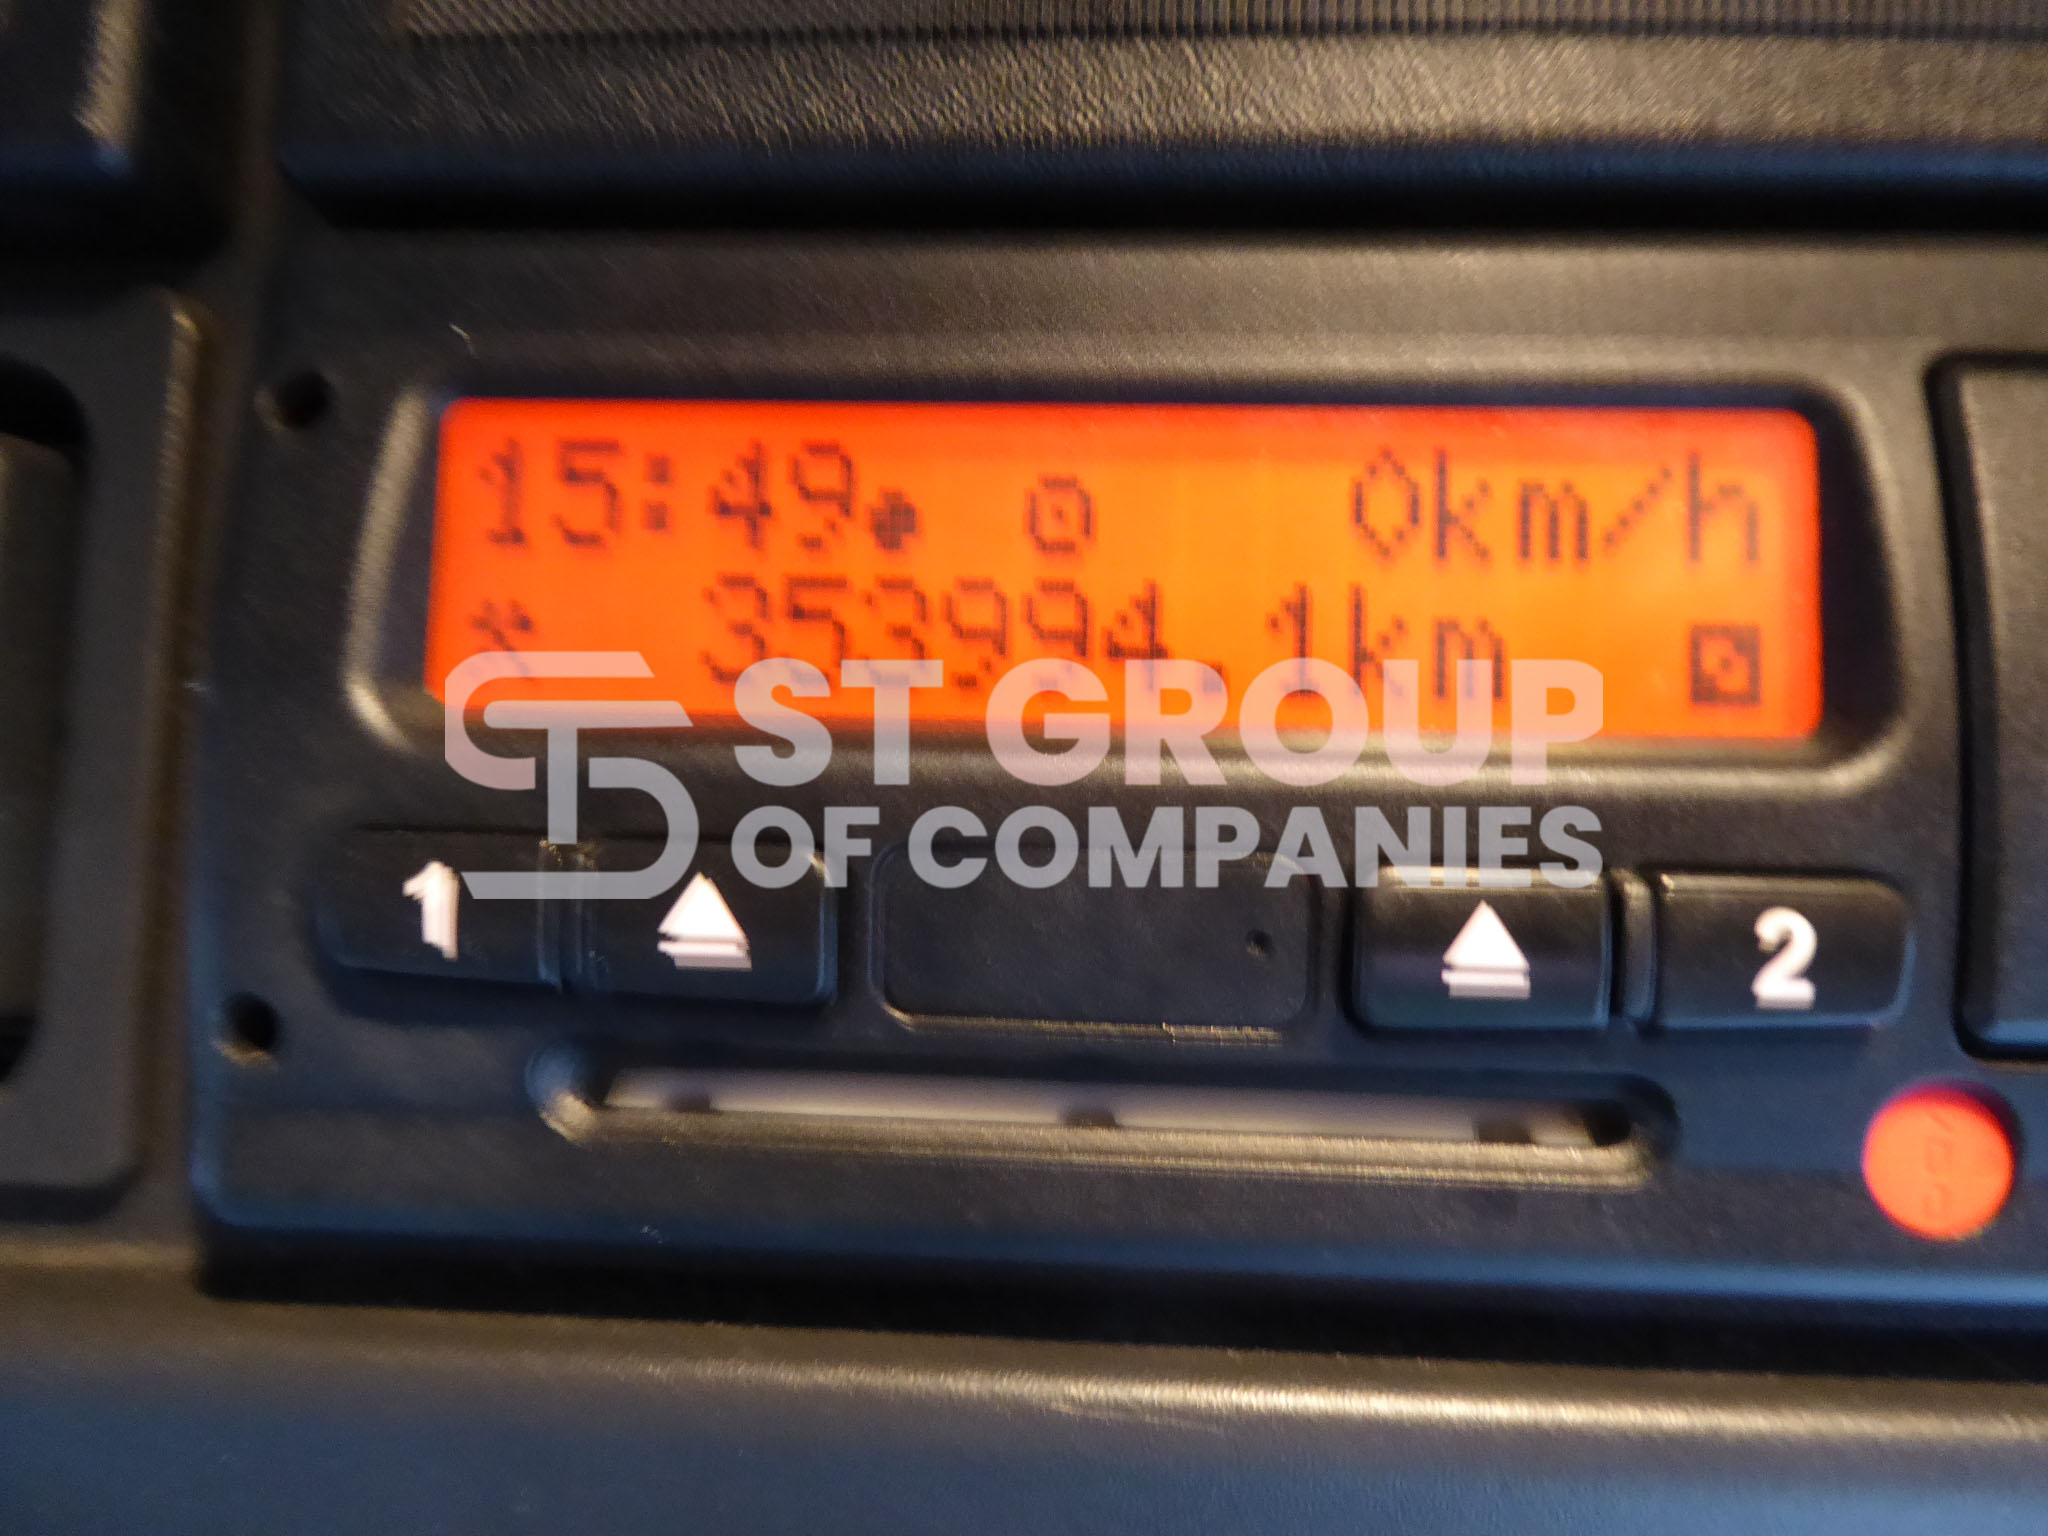 15:49 0km/h
353994.1km
ST GROUP
OF COMPANIES
1 2